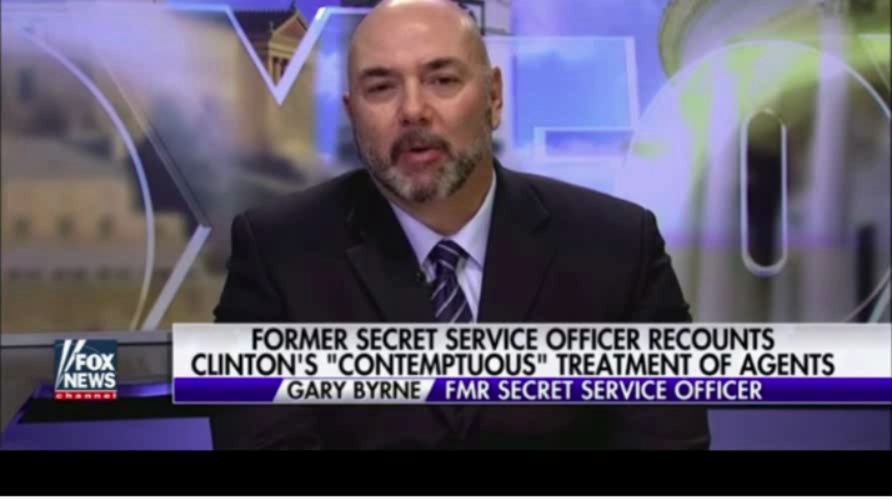 FORMER SECRET SERVICE OFFICER RECOUNTS
CLINTON'S "CONTEMPTUOUS" TREATMENT OF AGENTS
FOX
NEWS
channel
GARY BYRNE FMR SECRET SERVICE OFFICER